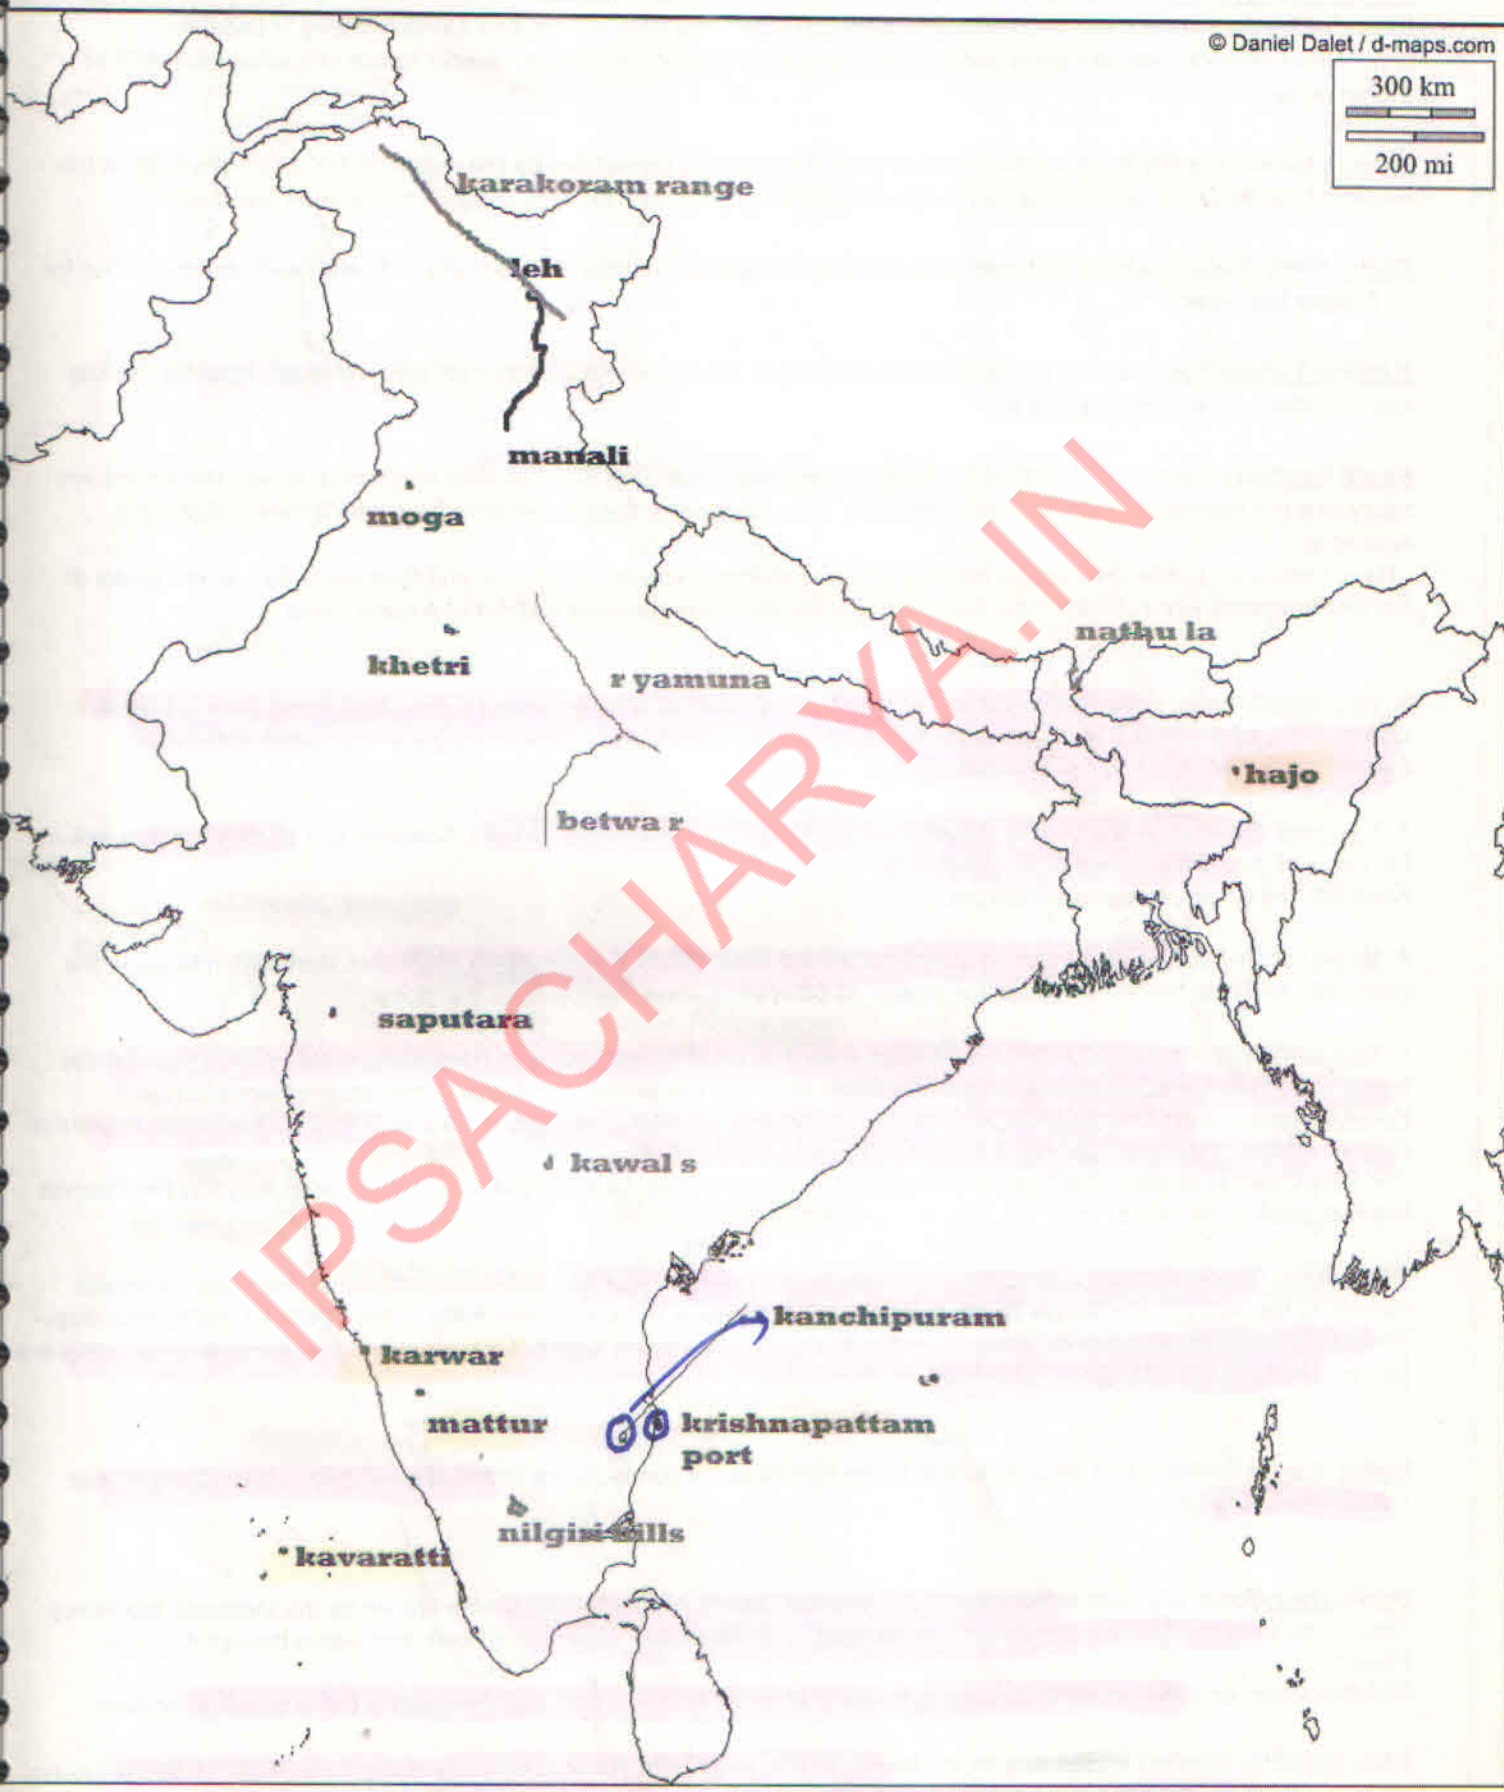 © Daniel Dalet / d-maps.com
300 km
200 mi
karakoram range
leh
manali
moga
nathu la
khetri
r yamuna
hajo
betwa r
saputara
kawal s
kanchipuram
karwar
mattur
krishnapattam
port
nilgiri hills
kavaratti
IPSACHARYA.IN